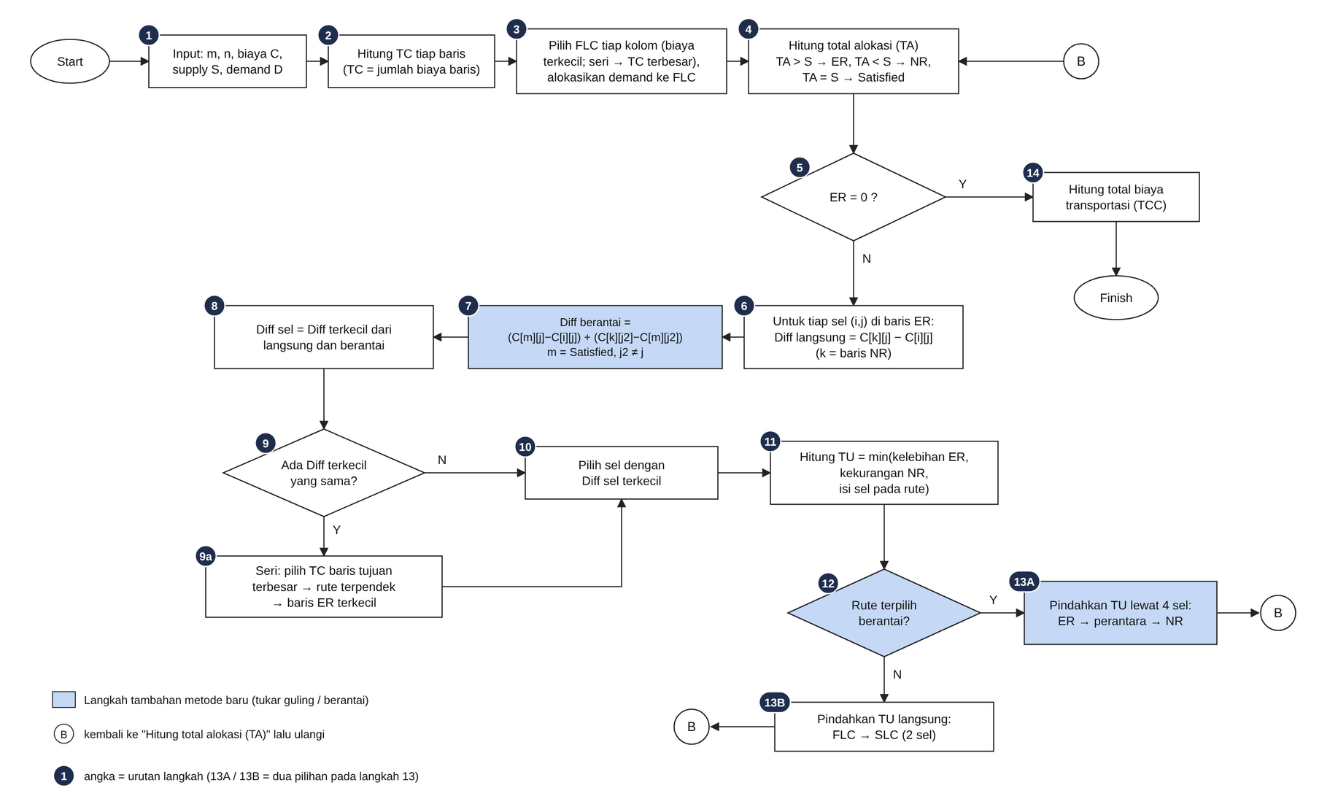 Start
1
Input: m, n, biaya C,
supply S, demand D
2
Hitung TC tiap baris
(TC = jumlah biaya baris)
3
Pilih FLC tiap kolom (biaya
terkecil; seri → TC terbesar),
alokasikan demand ke FLC
4
Hitung total alokasi (TA)
TA > S → ER, TA < S → NR,
TA = S → Satisfied
B
5
ER = 0 ?
Y
N
14
Hitung total biaya
transportasi (TCC)
Finish
6
Untuk tiap sel (i,j) di baris ER:
Diff langsung = C[k][j] − C[i][j]
(k = baris NR)
7
Diff berantai =
(C[m][j]−C[i][j]) + (C[k][j2]−C[m][j2])
m = Satisfied, j2 ≠ j
8
Diff sel = Diff terkecil dari
langsung dan berantai
9
Ada Diff terkecil
yang sama?
N
Y
9a
Seri: pilih TC baris tujuan
terbesar → rute terpendek
→ baris ER terkecil
10
Pilih sel dengan
Diff sel terkecil
11
Hitung TU = min(kelebihan ER,
kekurangan NR,
isi sel pada rute)
12
Rute terpilih
berantai?
Y
N
13A
Pindahkan TU lewat 4 sel:
ER → perantara → NR
B
13B
Pindahkan TU langsung:
FLC → SLC (2 sel)
B
Langkah tambahan metode baru (tukar guling / berantai)
B kembali ke "Hitung total alokasi (TA)" lalu ulangi
1 angka = urutan langkah (13A / 13B = dua pilihan pada langkah 13)